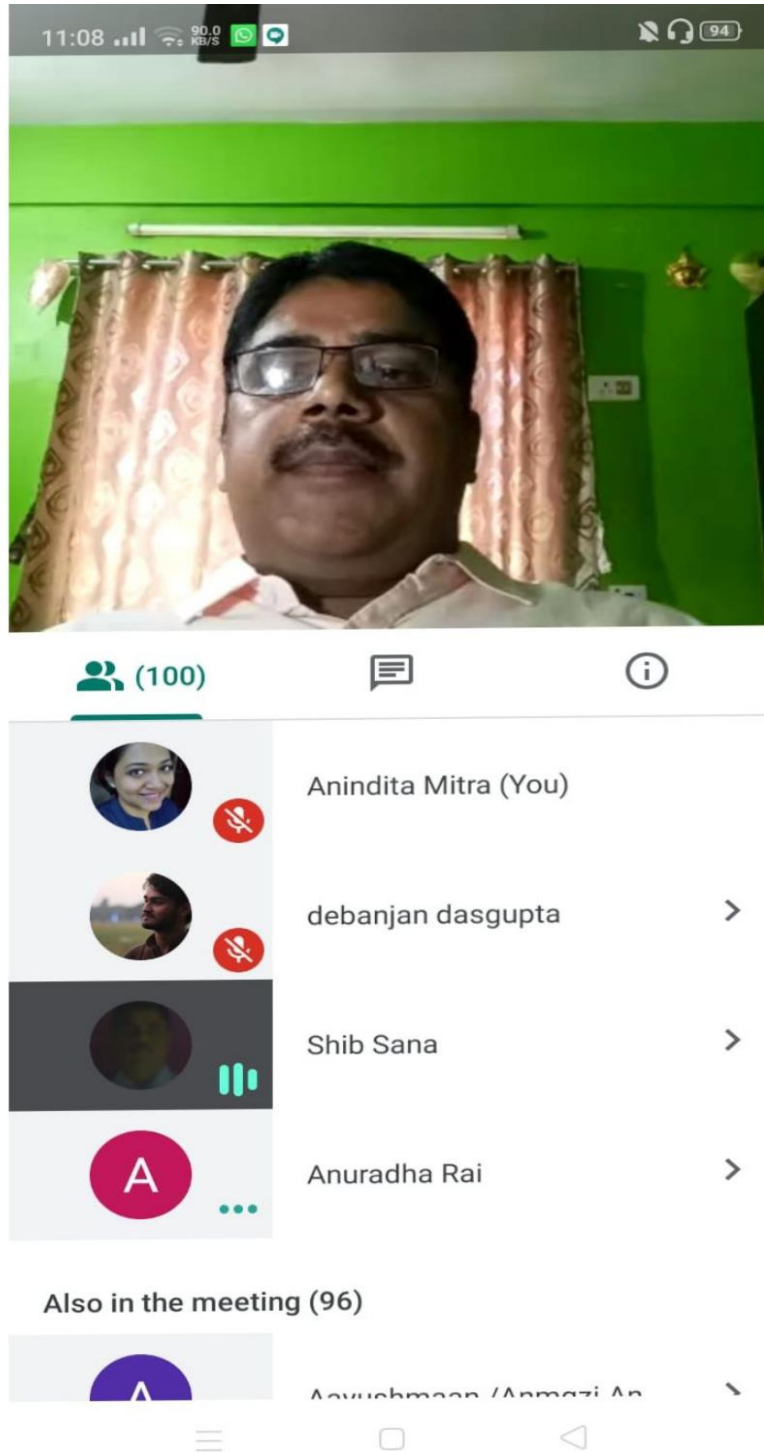 11:08 90.0 KB/S 94
(100)
Anindita Mitra (You)
debanjan dasgupta
Shib Sana
A
Anuradha Rai
Also in the meeting (96)
A